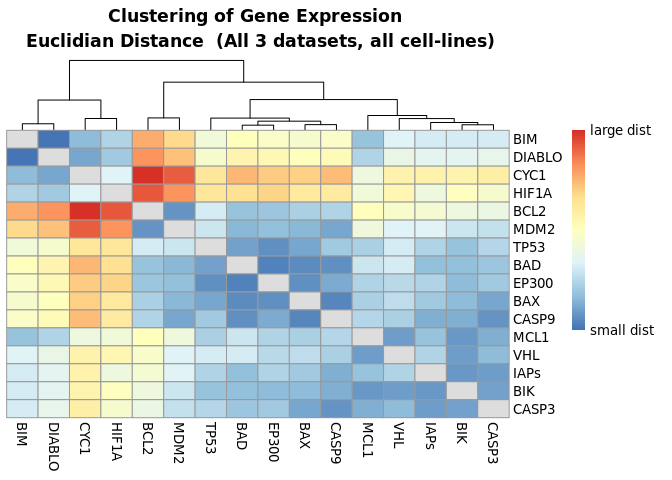 Clustering of Gene Expression
Euclidian Distance  (All 3 datasets, all cell-lines)
large dist
small dist
BIM
DIABLO
CYC1
HIF1A
BCL2
MDM2
TP53
BAD
EP300
BAX
CASP9
MCL1
VHL
IAPs
BIK
CASP3
BIM
DIABLO
CYC1
HIF1A
BCL2
MDM2
TP53
BAD
EP300
BAX
CASP9
MCL1
VHL
IAPs
BIK
CASP3